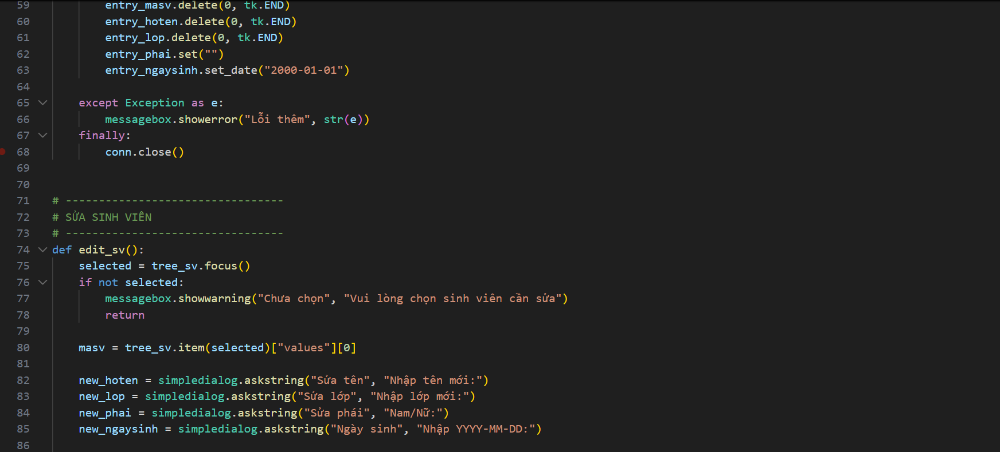 59 entry_masv.delete(0, tk.END)
60 entry_hoten.delete(0, tk.END)
61 entry_lop.delete(0, tk.END)
62 entry_phai.set("")
63 entry_ngaysinh.set_date("2000-01-01")
64
65 except Exception as e:
66 messagebox.showerror("Lỗi thêm", str(e))
67 finally:
68 conn.close()
69
70
71 # ---------------------------------
72 # SỬA SINH VIÊN
73 # ---------------------------------
74 def edit_sv():
75 selected = tree_sv.focus()
76 if not selected:
77 messagebox.showwarning("Chưa chọn", "Vui lòng chọn sinh viên cần sửa")
78 return
79
80 masv = tree_sv.item(selected)["values"][0]
81
82 new_hoten = simpledialog.askstring("Sửa tên", "Nhập tên mới:")
83 new_lop = simpledialog.askstring("Sửa lớp", "Nhập lớp mới:")
84 new_phai = simpledialog.askstring("Sửa phái", "Nam/Nữ:")
85 new_ngaysinh = simpledialog.askstring("Ngày sinh", "Nhập YYYY-MM-DD:")
86